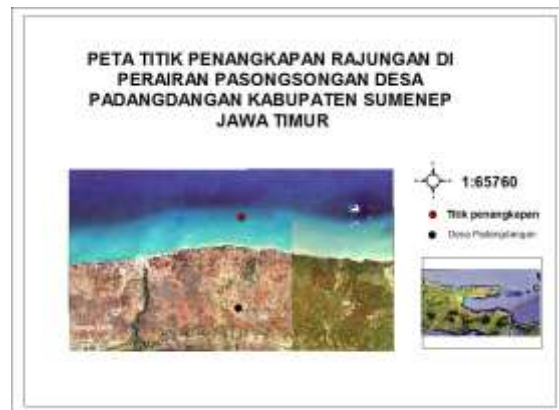 PETA TITIK PENANGKAPAN RAJUNGAN DI
PERAIRAN PASONGSONGAN DESA
PADANGDANGAN KABUPATEN SUMENEP
JAWA TIMUR
1:65760
Titik penangkapan
Desa Padangdangan